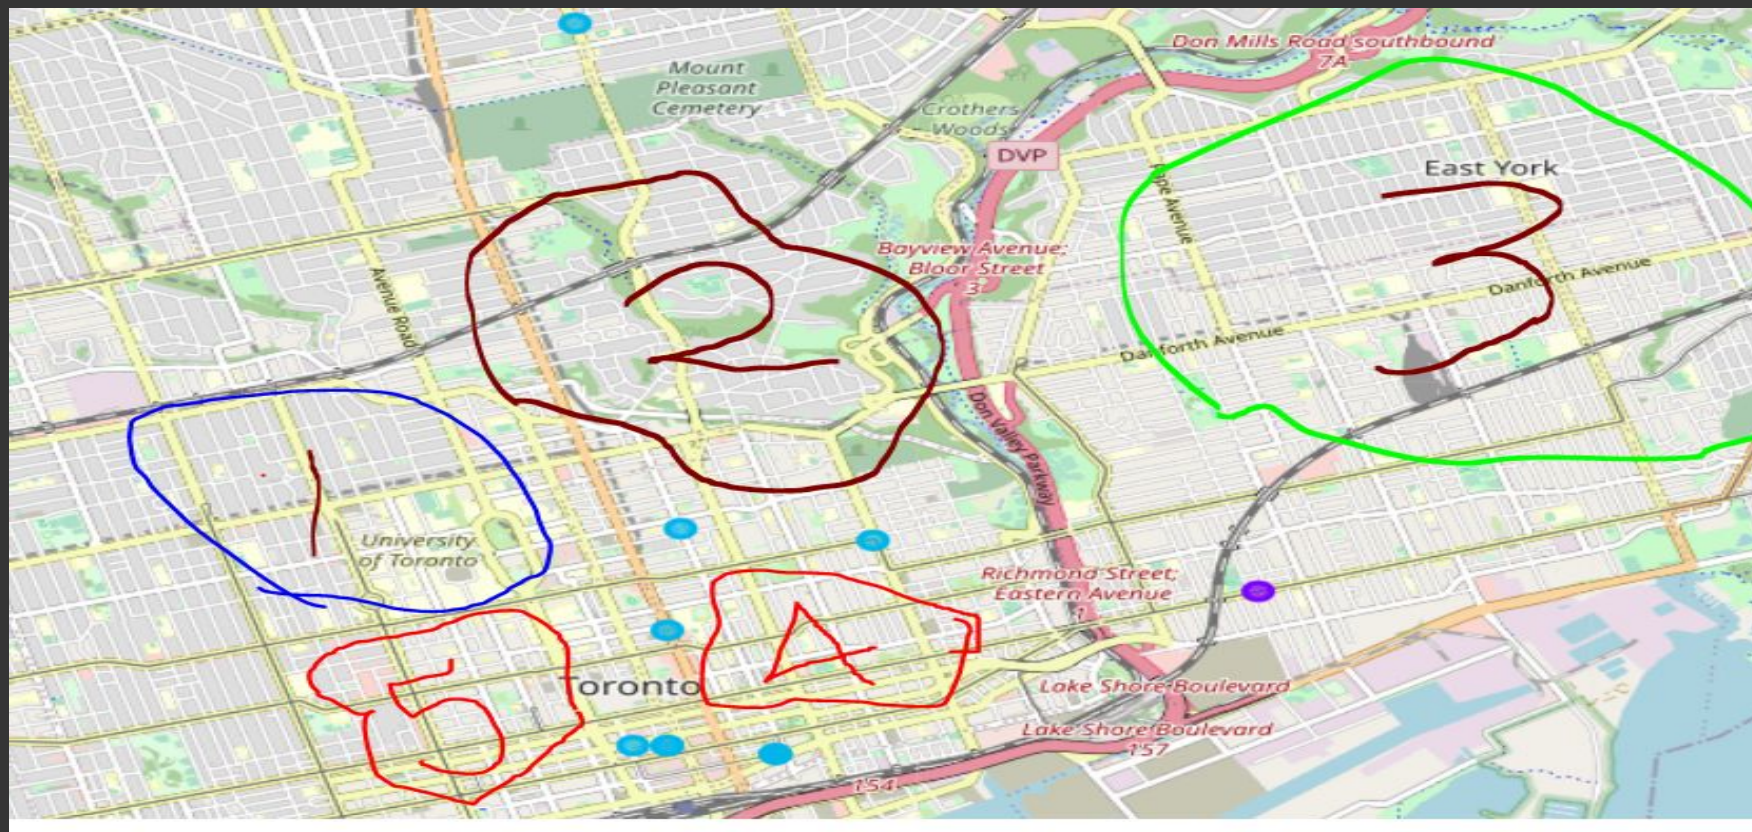 Don Mills Road southbound
7A
Mount
Pleasant
Cemetery
Crothers
Woods
DVP
East York
Pape Avenue
Bayview Avenue;
Bloor Street
3
Avenue Road
2
3
Danforth Avenue
Danforth Avenue
Don Valley Parkway
1
University
of Toronto
Richmond Street;
Eastern Avenue
1
4
5
Toronto
Lake Shore Boulevard
Lake Shore Boulevard
157
154